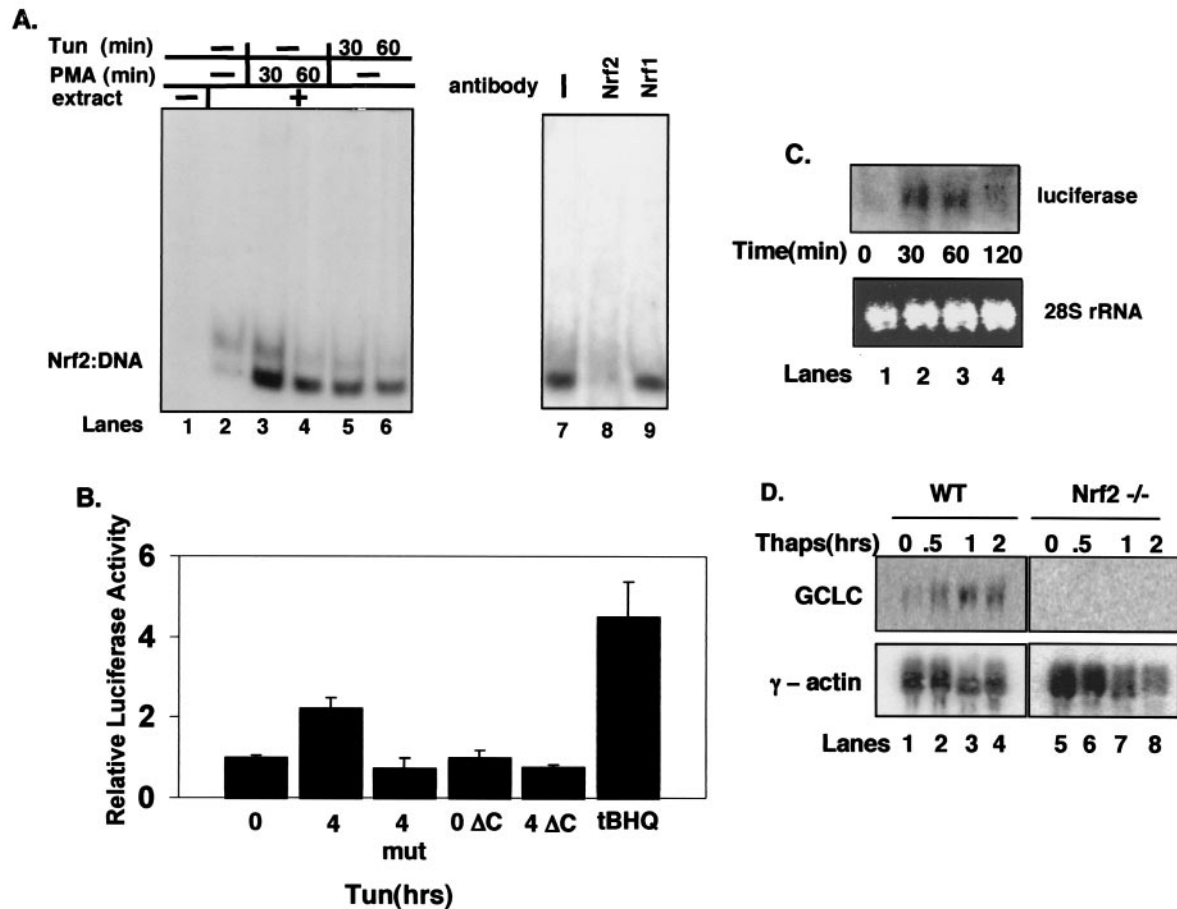 A.
Tun (min) — — 30 60
PMA (min) — 30 60 —
extract — +
Nrf2:DNA
Lanes 1 2 3 4 5 6
antibody — Nrf2 Nrf1
7 8 9
C.
luciferase
Time(min) 0 30 60 120
28S rRNA
Lanes 1 2 3 4
B.
Relative Luciferase Activity
6
4
2
0
0 4 4 0 ΔC 4 ΔC tBHQ
mut
Tun(hrs)
D.
WT Nrf2 -/-
Thaps(hrs) 0 .5 1 2 0 .5 1 2
GCLC
γ – actin
Lanes 1 2 3 4 5 6 7 8